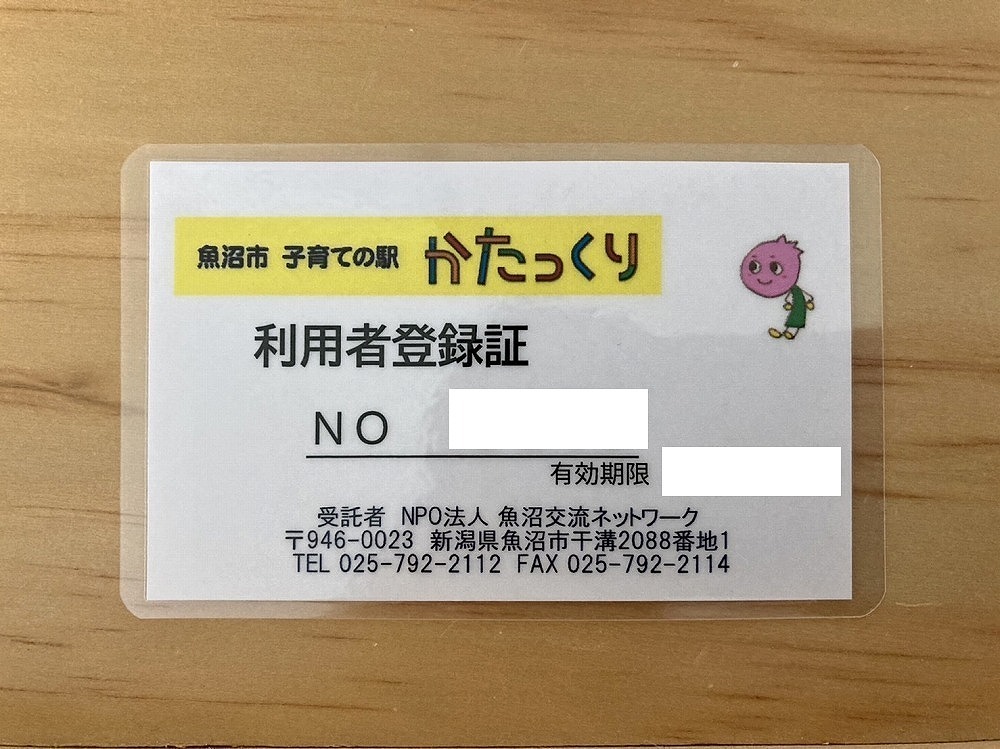 魚沼市 子育ての駅 かたっくり
利用者登録証
NO
有効期限
受託者 NPO法人 魚沼交流ネットワーク
〒946-0023 新潟県魚沼市干溝2088番地1
TEL 025-792-2112 FAX 025-792-2114